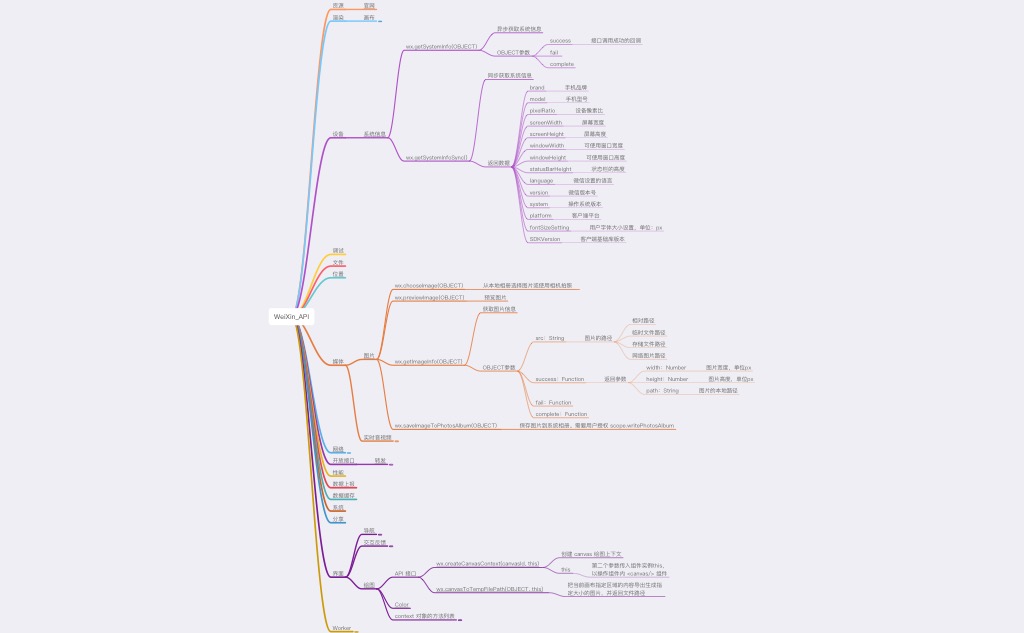 资源 官网
渲染 画布
异步获取系统信息
wx.getSystemInfo(OBJECT)
OBJECT参数
success 接口调用成功的回调
fail
complete
同步获取系统信息
设备 系统信息
wx.getSystemInfoSync()
返回数据
brand 手机品牌
model 手机型号
pixelRatio 设备像素比
screenWidth 屏幕宽度
screenHeight 屏幕高度
windowWidth 可使用窗口宽度
windowHeight 可使用窗口高度
statusBarHeight 状态栏的高度
language 微信设置的语言
version 微信版本号
system 操作系统版本
platform 客户端平台
fontSizeSetting 用户字体大小设置，单位：px
SDKVersion 客户端基础库版本
调试
文件
位置
WeiXin_API
媒体
图片
wx.chooseImage(OBJECT) 从本地相册选择图片或使用相机拍照
wx.previewImage(OBJECT) 预览图片
获取图片信息
wx.getImageInfo(OBJECT)
OBJECT参数
src：String 图片的路径
相对路径
临时文件路径
存储文件路径
网络图片路径
success：Function 返回参数
width：Number 图片宽度，单位px
height：Number 图片高度，单位px
path：String 图片的本地路径
fail：Function
complete：Function
wx.saveImageToPhotosAlbum(OBJECT) 保存图片到系统相册，需要用户授权 scope.writePhotosAlbum
实时音视频
网络
开放接口 转发
性能
数据上报
数据缓存
系统
分享
界面
导航
交互反馈
绘图
API 接口
wx.createCanvasContext(canvasId, this)
创建 canvas 绘图上下文
this
第二个参数传入组件实例this，
以操作组件内 <canvas/> 组件
wx.canvasToTempFilePath(OBJECT, this)
把当前画布指定区域的内容导出生成指
定大小的图片，并返回文件路径
Color
context 对象的方法列表
Worker